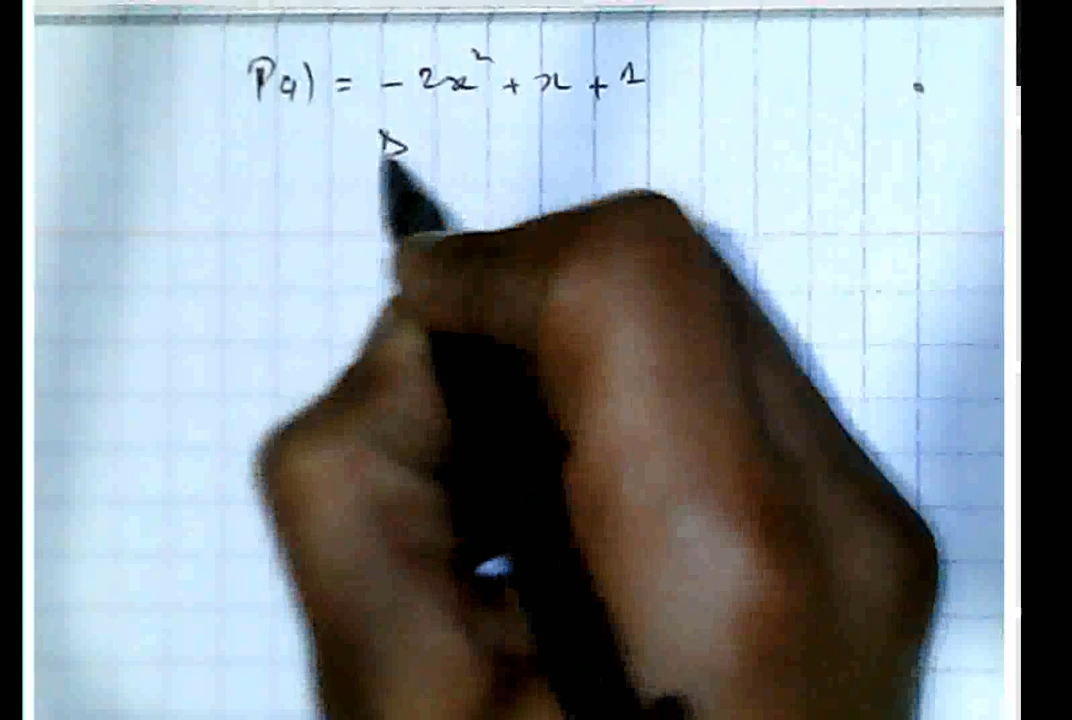 P(x) = - 2x² + x + 1
Δ